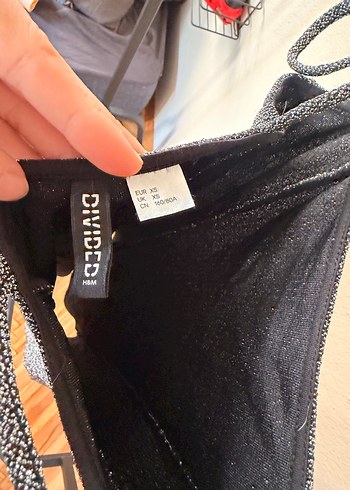 DIVIDED
H&M
EUR XS
UK XS
CN 160/80A